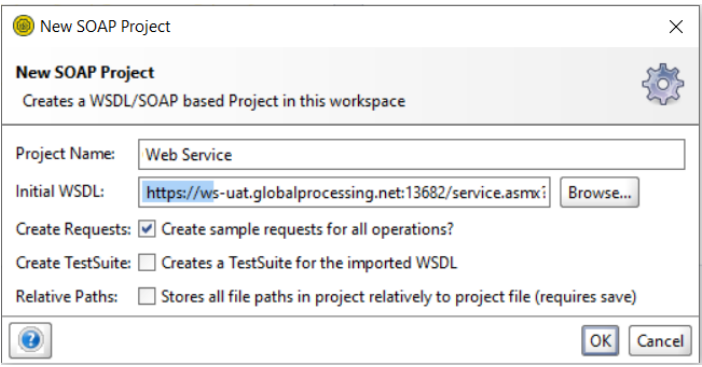 New SOAP Project
New SOAP Project
Creates a WSDL/SOAP based Project in this workspace
Project Name: Web Service
Initial WSDL: https://ws-uat.globalprocessing.net:13682/service.asmx Browse...
Create Requests: Create sample requests for all operations?
Create TestSuite: Creates a TestSuite for the imported WSDL
Relative Paths: Stores all file paths in project relatively to project file (requires save)
? OK Cancel